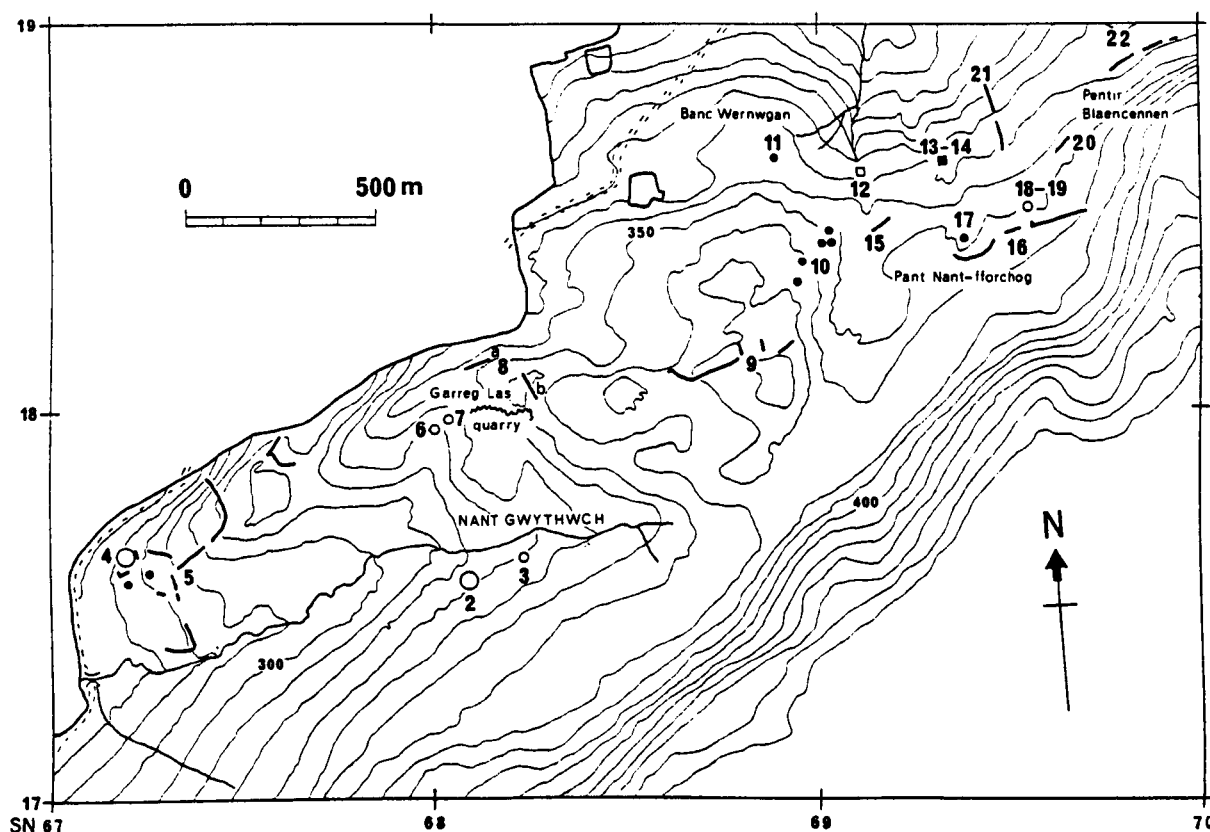 19
22
21
Pentir
Blaencennen
Banc Wernwgan
11
13-14
20
0 500 m
12
18-19
350
17
15
16
10
Pant Nant-fforchog
a
8
9
Garreg Las
b
18
6
7
quarry
400
NANT GWYTHWCH
N
4
5
3
2
300
17
SN 67
68
69
70